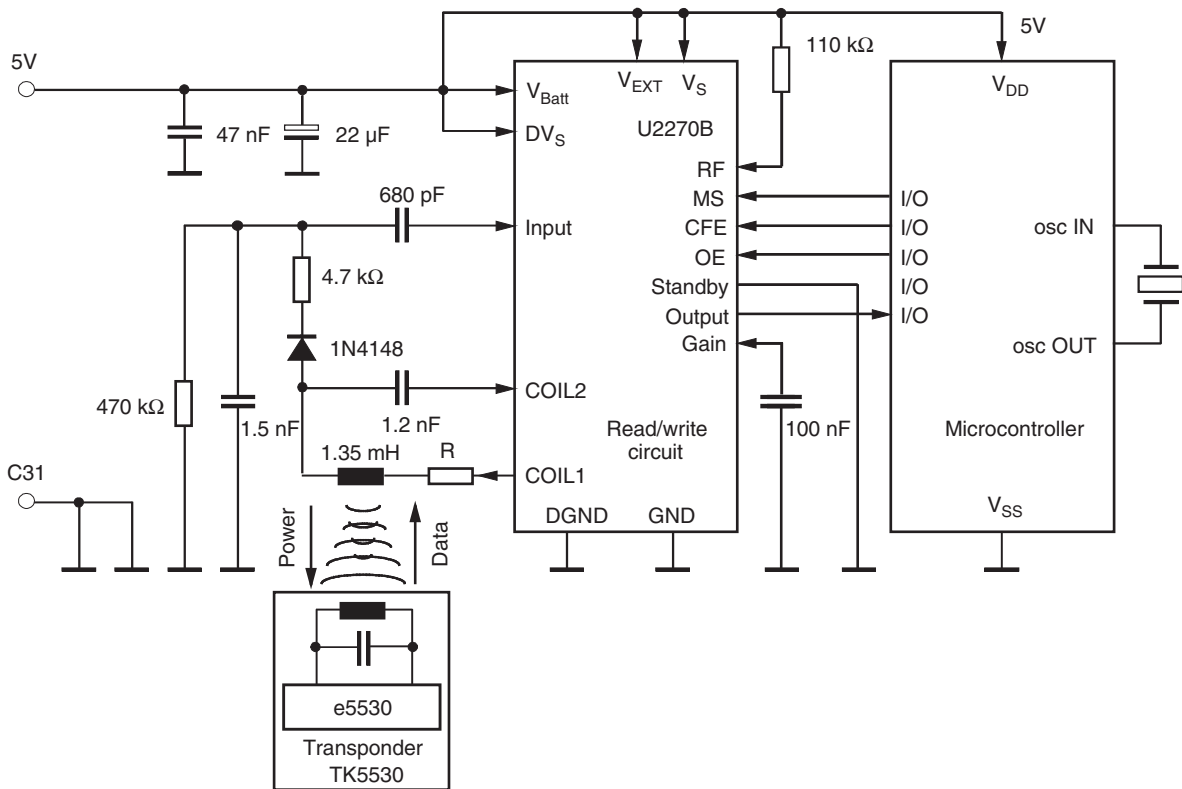 5V
110 kΩ
5V
V_Batt
V_EXT
V_S
V_DD
U2270B
47 nF
22 µF
DV_S
RF
680 pF
MS
I/O
Input
CFE
I/O
osc IN
OE
I/O
4.7 kΩ
Standby
I/O
Output
I/O
1N4148
Gain
osc OUT
470 kΩ
1.5 nF
1.2 nF
COIL2
Read/write
circuit
100 nF
Microcontroller
1.35 mH
R
COIL1
C31
DGND
GND
V_SS
Power
Data
e5530
Transponder
TK5530